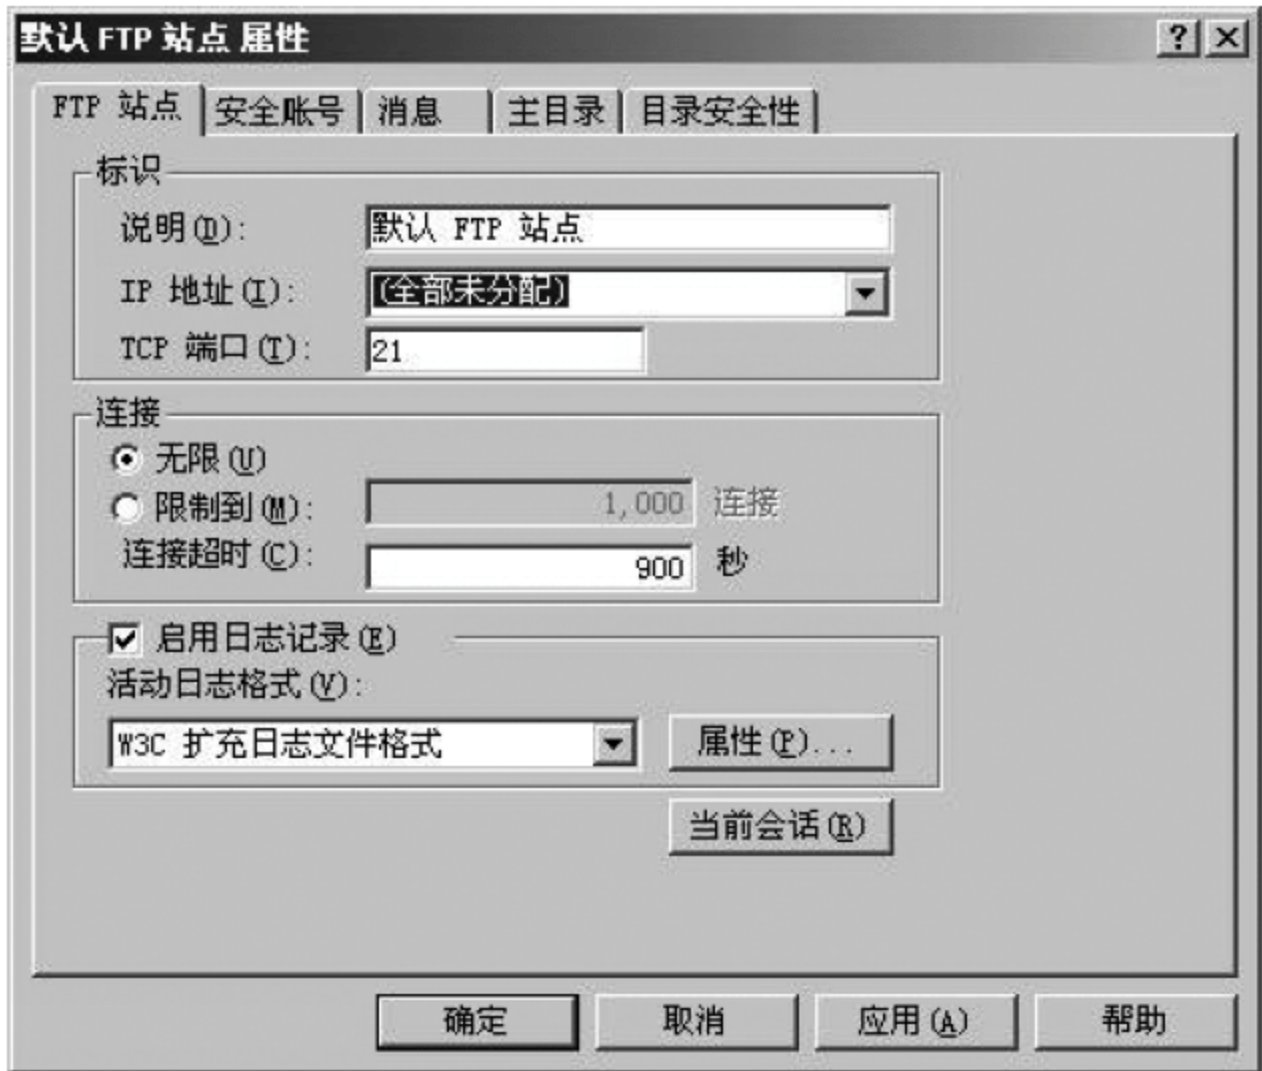 默认 FTP 站点 属性
FTP 站点 安全账号 消息 主目录 目录安全性
标识
说明(D): 默认 FTP 站点
IP 地址(I): (全部未分配)
TCP 端口(T): 21
连接
无限(U)
限制到(M): 1,000 连接
连接超时(C): 900 秒
启用日志记录(E)
活动日志格式(V):
W3C 扩充日志文件格式 属性(P)...
当前会话(R)
确定 取消 应用(A) 帮助